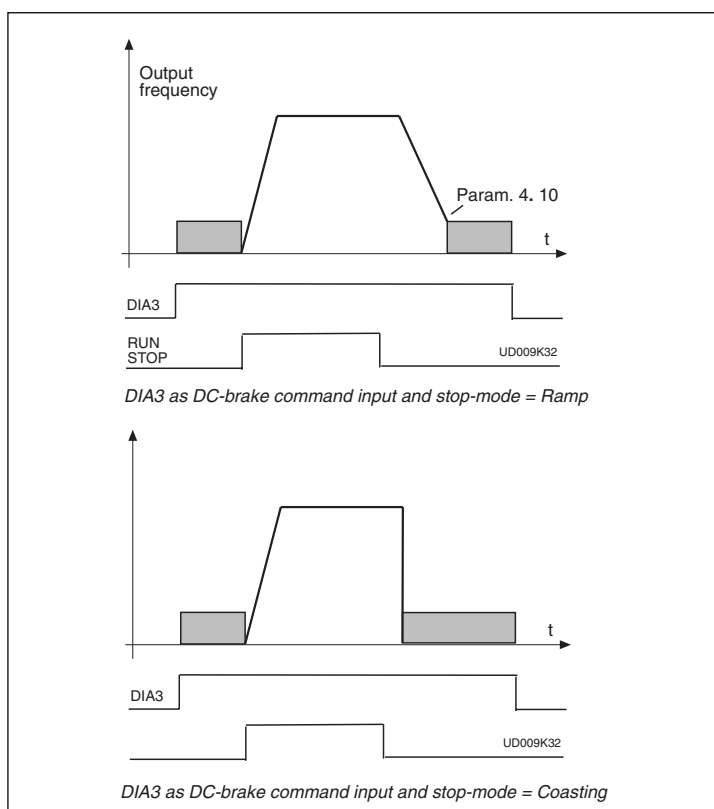 Output
frequency
Param. 4. 10
t
DIA3
RUN
STOP
UD009K32
DIA3 as DC-brake command input and stop-mode = Ramp
t
DIA3
UD009K32
DIA3 as DC-brake command input and stop-mode = Coasting